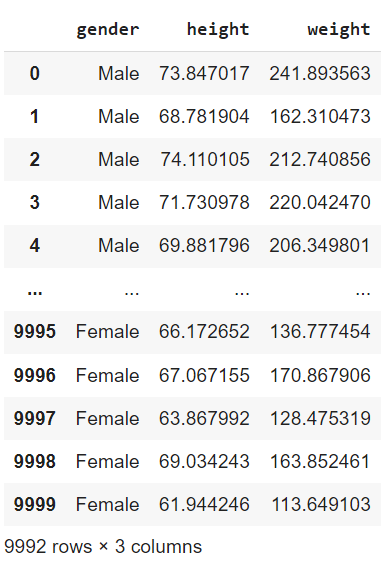 gender height weight
0 Male 73.847017 241.893563
1 Male 68.781904 162.310473
2 Male 74.110105 212.740856
3 Male 71.730978 220.042470
4 Male 69.881796 206.349801
... ... ... ...
9995 Female 66.172652 136.777454
9996 Female 67.067155 170.867906
9997 Female 63.867992 128.475319
9998 Female 69.034243 163.852461
9999 Female 61.944246 113.649103
9992 rows × 3 columns